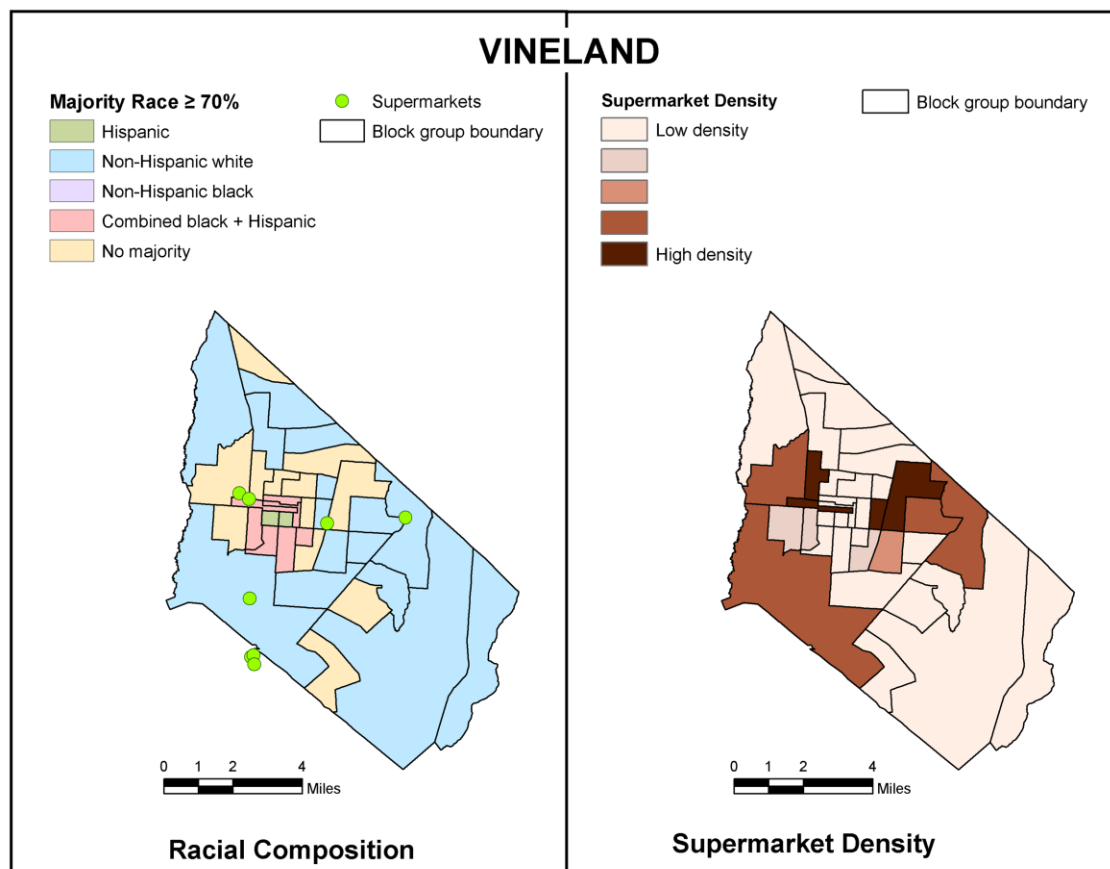 VINELAND
Majority Race ≥ 70%
Supermarkets
Hispanic
Block group boundary
Non-Hispanic white
Non-Hispanic black
Combined black + Hispanic
No majority
0 1 2 4
Miles
Racial Composition
Supermarket Density
Block group boundary
Low density
High density
0 1 2 4
Miles
Supermarket Density